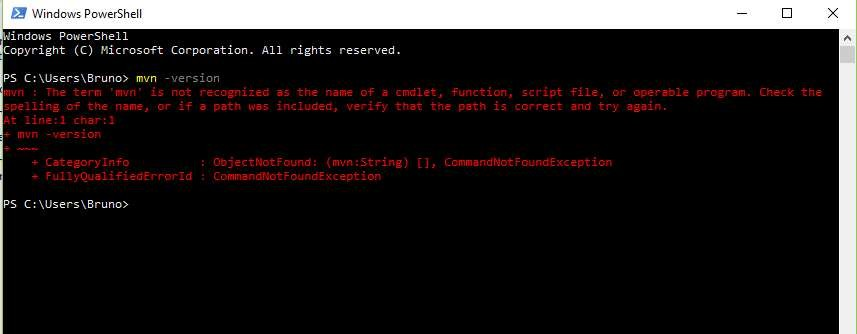 Windows PowerShell
Windows PowerShell
Copyright (C) Microsoft Corporation. All rights reserved.
PS C:\Users\Bruno> mvn -version
mvn : The term 'mvn' is not recognized as the name of a cmdlet, function, script file, or operable program. Check the
spelling of the name, or if a path was included, verify that the path is correct and try again.
At line:1 char:1
+ mvn -version
+ ~~~
    + CategoryInfo          : ObjectNotFound: (mvn:String) [], CommandNotFoundException
    + FullyQualifiedErrorId : CommandNotFoundException
PS C:\Users\Bruno>